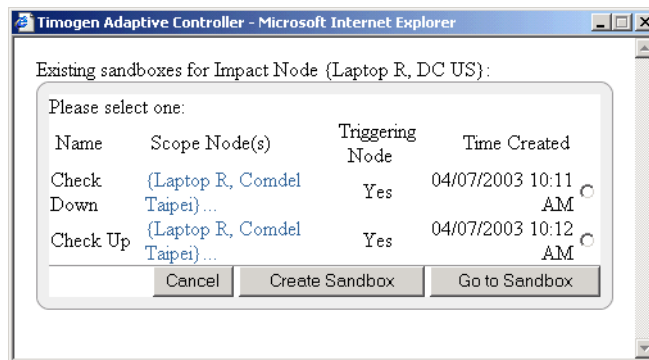 Timogen Adaptive Controller - Microsoft Internet Explorer
Existing sandboxes for Impact Node {Laptop R, DC US}:
Please select one:
Name Scope Node(s) Triggering Node Time Created
Check Down {Laptop R, Comdel Taipei}... Yes 04/07/2003 10:11 AM
Check Up {Laptop R, Comdel Taipei}... Yes 04/07/2003 10:12 AM
Cancel Create Sandbox Go to Sandbox